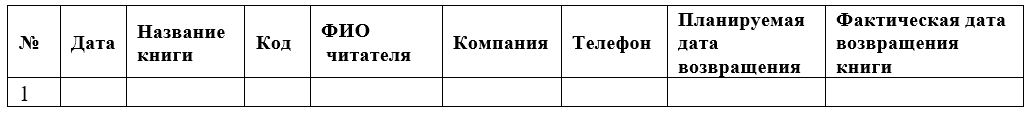 №
Дата
Название
книги
Код
ФИО
читателя
Компания
Телефон
Планируемая
дата
возвращения
Фактическая дата
возвращения
книги
1